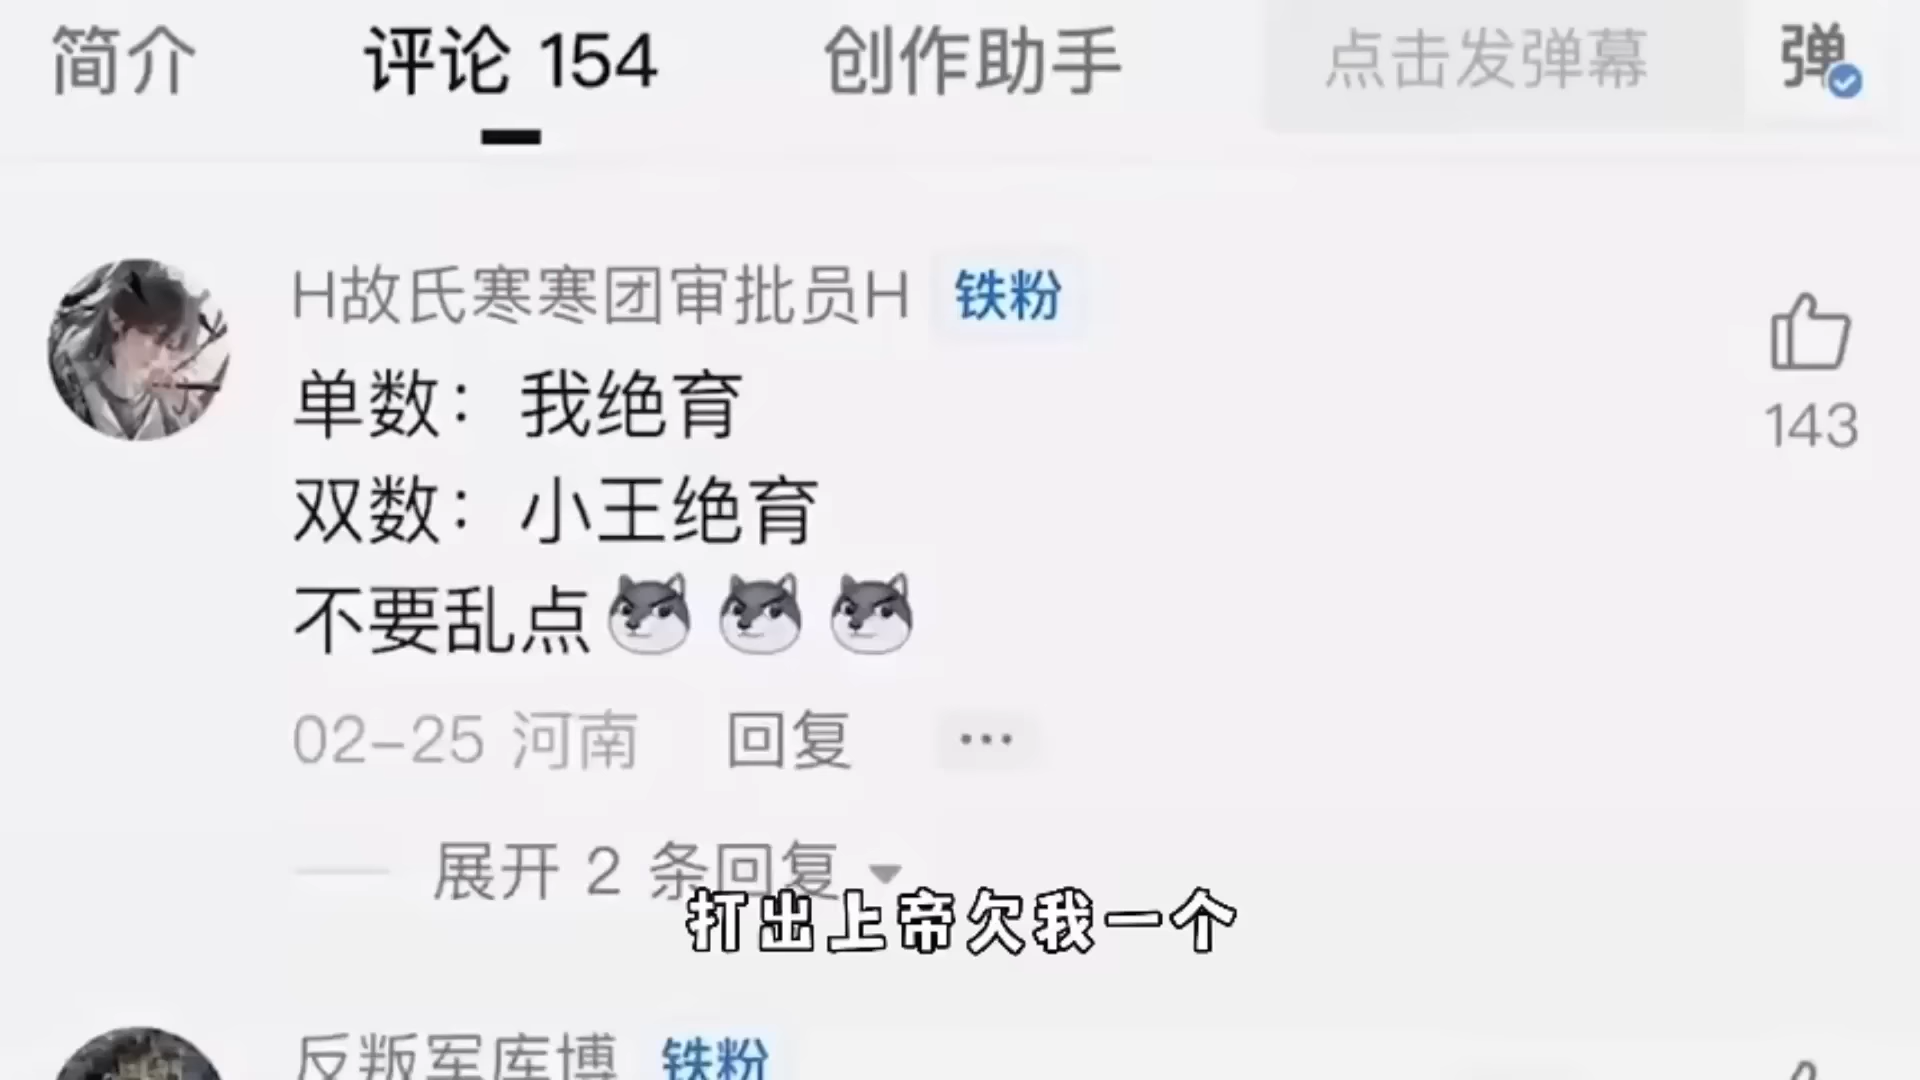 简介 评论 154 创作助手 点击发弹幕 弹
H故氏寒寒团审批员H 铁粉
单数：我绝育
143
双数：小王绝育
不要乱点
02-25 河南 回复 ...
展开 2 条回复
打出上帝欠我一个
反叛军库博 铁粉